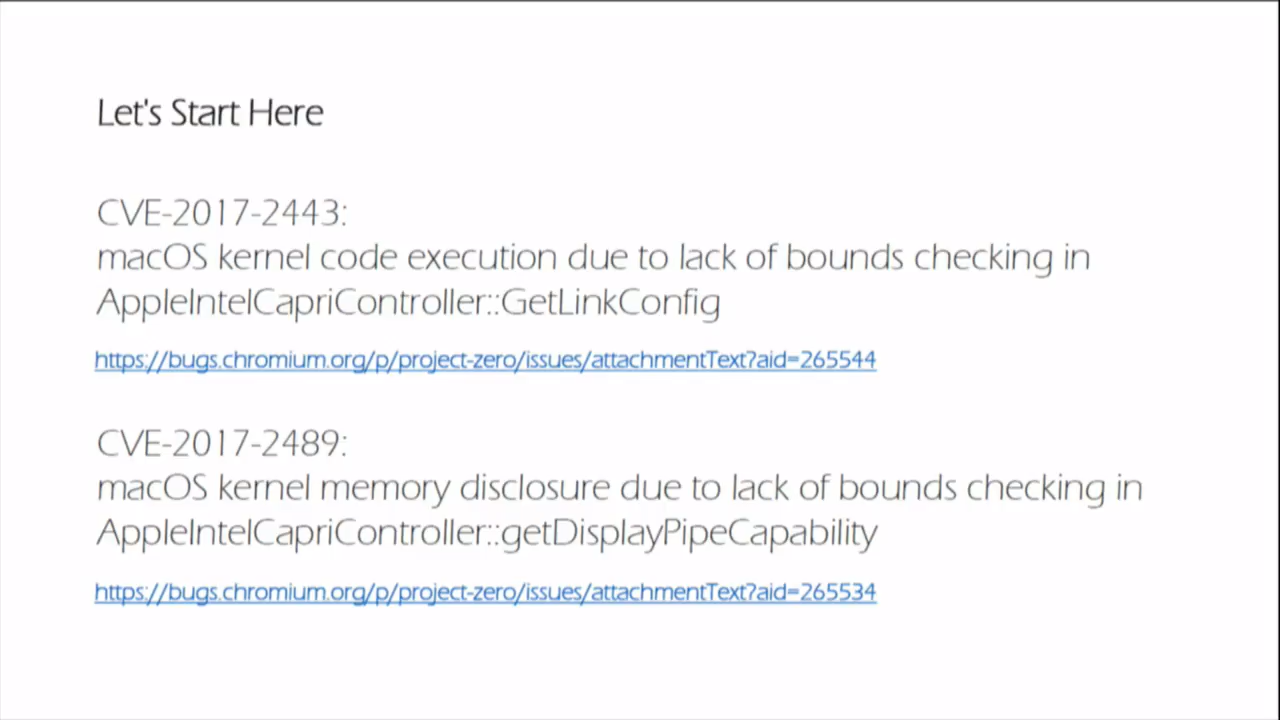 Let's Start Here
CVE-2017-2443:
macOS kernel code execution due to lack of bounds checking in
AppleIntelCapriController::GetLinkConfig
https://bugs.chromium.org/p/project-zero/issues/attachmentText?aid=265544
CVE-2017-2489:
macOS kernel memory disclosure due to lack of bounds checking in
AppleIntelCapriController::getDisplayPipeCapability
https://bugs.chromium.org/p/project-zero/issues/attachmentText?aid=265534